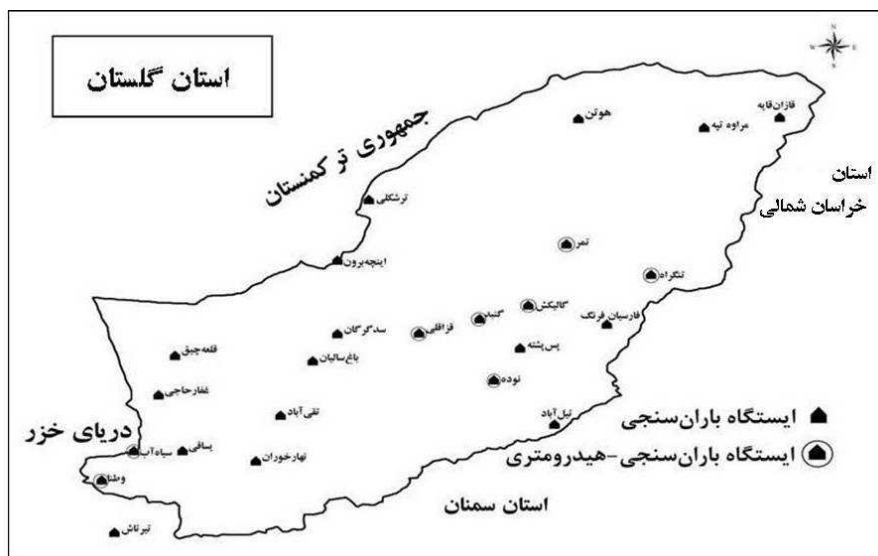 استان گلستان
N
W
E
S
قازان‌قایه
هوتن
مراوه تپه
جمهوری ترکمنستان
استان
خراسان شمالی
ترشکلی
تمر
اینچه‌برون
تنگراه
گالیکش
گنبد
فارسیان فرنگ
سدگرگان
قزاقلی
پس‌پشته
قلعه‌جیق
باغ‌سالیان
نوده
غفارحاجی
تقی‌آباد
نیل‌آباد
ایستگاه باران‌سنجی
دریای خزر
سیاه‌آب
یساقی
نهارخوران
ایستگاه باران‌سنجی-هیدرومتری
وطنا
استان سمنان
تیرتاش